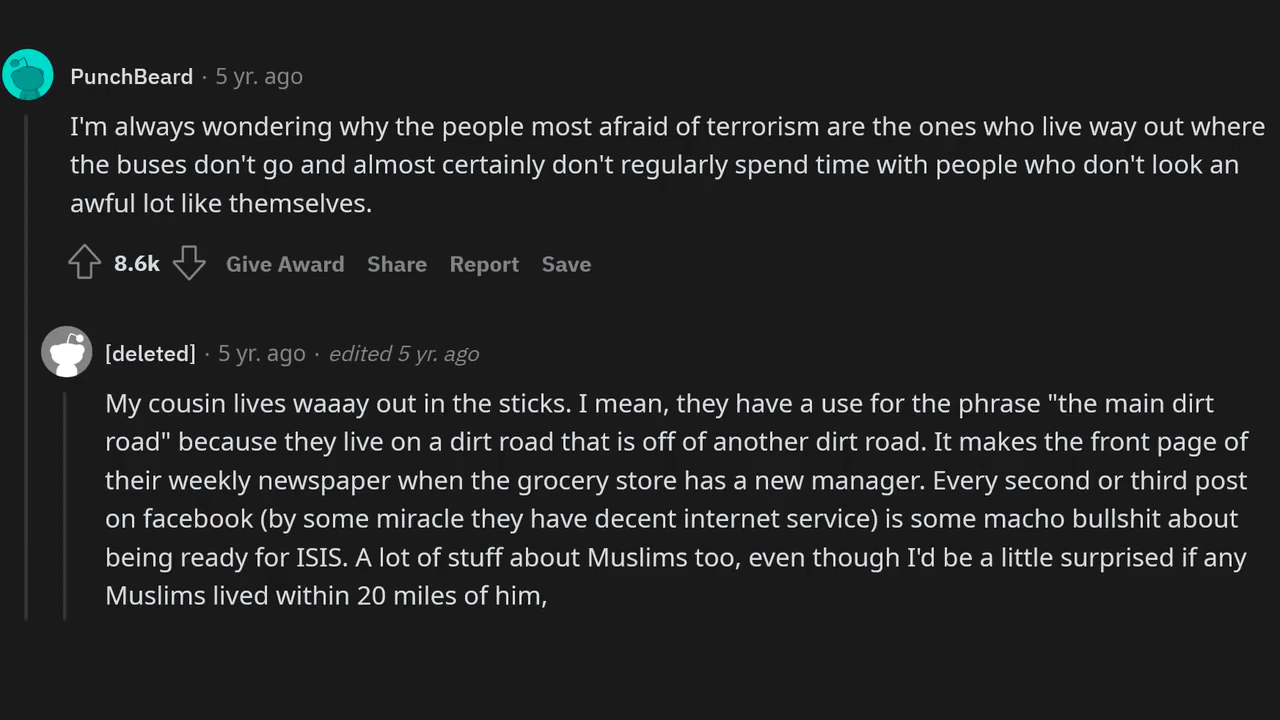 PunchBeard · 5 yr. ago
I'm always wondering why the people most afraid of terrorism are the ones who live way out where
the buses don't go and almost certainly don't regularly spend time with people who don't look an
awful lot like themselves.
8.6k Give Award Share Report Save
[deleted] · 5 yr. ago · edited 5 yr. ago
My cousin lives waaay out in the sticks. I mean, they have a use for the phrase "the main dirt
road" because they live on a dirt road that is off of another dirt road. It makes the front page of
their weekly newspaper when the grocery store has a new manager. Every second or third post
on facebook (by some miracle they have decent internet service) is some macho bullshit about
being ready for ISIS. A lot of stuff about Muslims too, even though I'd be a little surprised if any
Muslims lived within 20 miles of him,